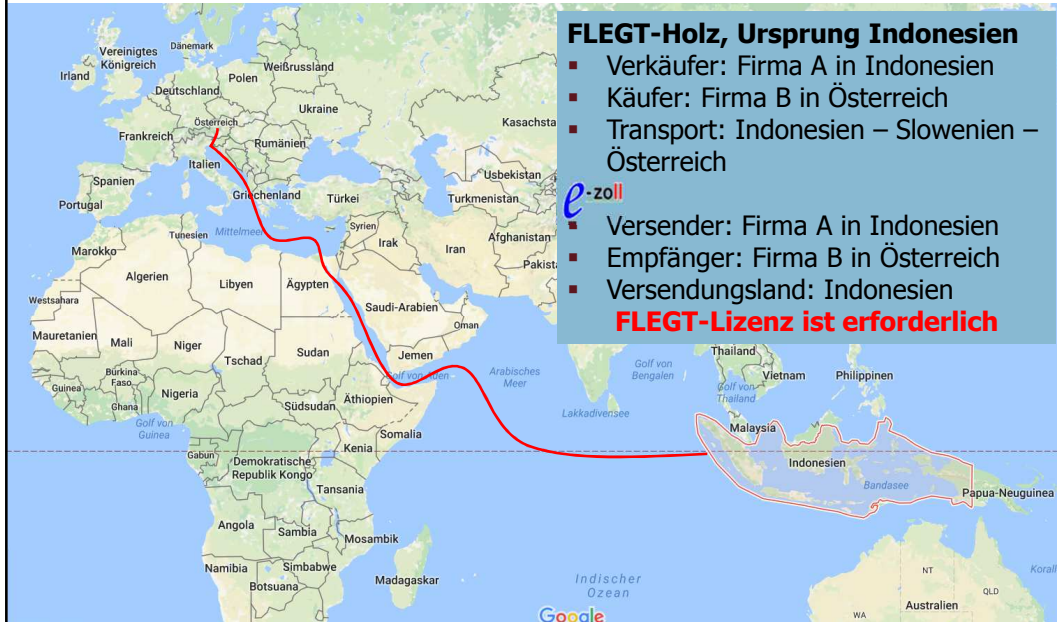 FLEGT-Holz, Ursprung Indonesien
▪ Verkäufer: Firma A in Indonesien
▪ Käufer: Firma B in Österreich
▪ Transport: Indonesien – Slowenien –
Österreich
e-zoll
▪ Versender: Firma A in Indonesien
▪ Empfänger: Firma B in Österreich
▪ Versendungsland: Indonesien
FLEGT-Lizenz ist erforderlich
Vereinigtes
Königreich
Dänemark
Irland
Polen
Weißrussland
Deutschland
Ukraine
Österreich
Kasachsta
Frankreich
Rumänien
Italien
Usbekistan
Spanien
Griechenland
Türkei
Turkmenistan
Portugal
Syrien
Tunesien
Mittelmeer
Irak
Iran
Afghanistan
Marokko
Pakist
Algerien
Libyen
Ägypten
Westsahara
Saudi-Arabien
Oman
Mauretanien
Mali
Niger
Tschad
Sudan
Jemen
Golf von Aden
Arabisches
Meer
Golf von
Bengalen
Thailand
Golf von
Thailand
Vietnam
Philippinen
Burkina
Faso
Guinea
Ghana
Nigeria
Südsudan
Äthiopien
Lakkadivensee
Golf von
Guinea
Somalia
Malaysia
Gabun
Kenia
Demokratische
Republik Kongo
Indonesien
Tansania
Bandasee
Papua-Neuguinea
Angola
Sambia
Mosambik
Namibia
Simbabwe
Botsuana
Madagaskar
Indischer
Ozean
NT
QLD
Korall
WA
Australien
Google